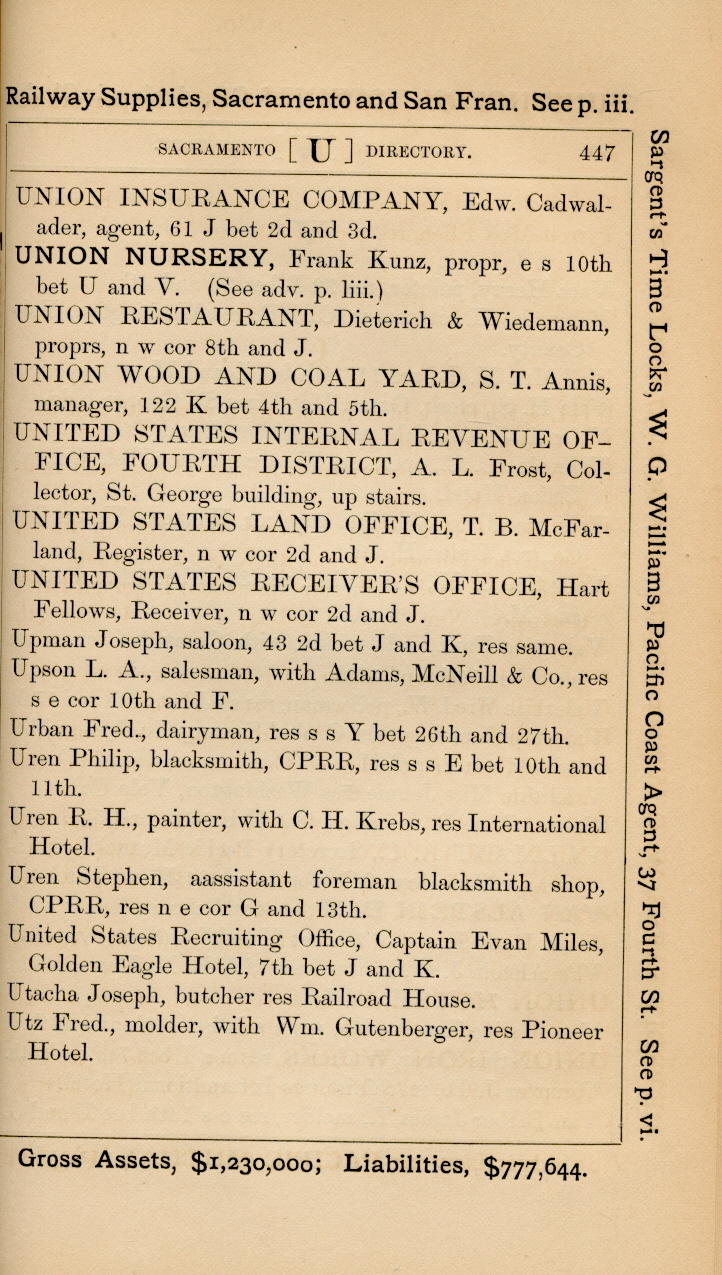 Railway Supplies, Sacramento and San Fran. See p. iii.
SACRAMENTO [ U ] DIRECTORY. 447
UNION INSURANCE COMPANY, Edw. Cadwal-
ader, agent, 61 J bet 2d and 3d.
UNION NURSERY, Frank Kunz, propr, e s 10th
bet U and V. (See adv. p. liii.)
UNION RESTAURANT, Dieterich & Wiedemann,
proprs, n w cor 8th and J.
UNION WOOD AND COAL YARD, S. T. Annis,
manager, 122 K bet 4th and 5th.
UNITED STATES INTERNAL REVENUE OF-
FICE, FOURTH DISTRICT, A. L. Frost, Col-
lector, St. George building, up stairs.
UNITED STATES LAND OFFICE, T. B. McFar-
land, Register, n w cor 2d and J.
UNITED STATES RECEIVER'S OFFICE, Hart
Fellows, Receiver, n w cor 2d and J.
Upman Joseph, saloon, 43 2d bet J and K, res same.
Upson L. A., salesman, with Adams, McNeill & Co., res
s e cor 10th and F.
Urban Fred., dairyman, res s s Y bet 26th and 27th.
Uren Philip, blacksmith, CPRR, res s s E bet 10th and
11th.
Uren R. H., painter, with C. H. Krebs, res International
Hotel.
Uren Stephen, aassistant foreman blacksmith shop,
CPRR, res n e cor G and 13th.
United States Recruiting Office, Captain Evan Miles,
Golden Eagle Hotel, 7th bet J and K.
Utacha Joseph, butcher res Railroad House.
Utz Fred., molder, with Wm. Gutenberger, res Pioneer
Hotel.
Gross Assets, $1,230,000; Liabilities, $777,644.
Sargent's Time Locks, W. G. Williams, Pacific Coast Agent, 37 Fourth St. See p. vi.